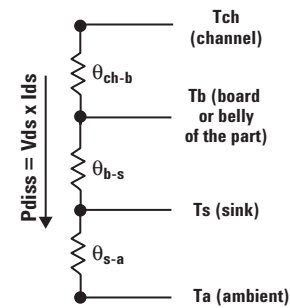 Tch
(channel)
θch-b
Tb (board
or belly
of the part)
Pdiss = Vds x Ids
θb-s
Ts (sink)
θs-a
Ta (ambient)